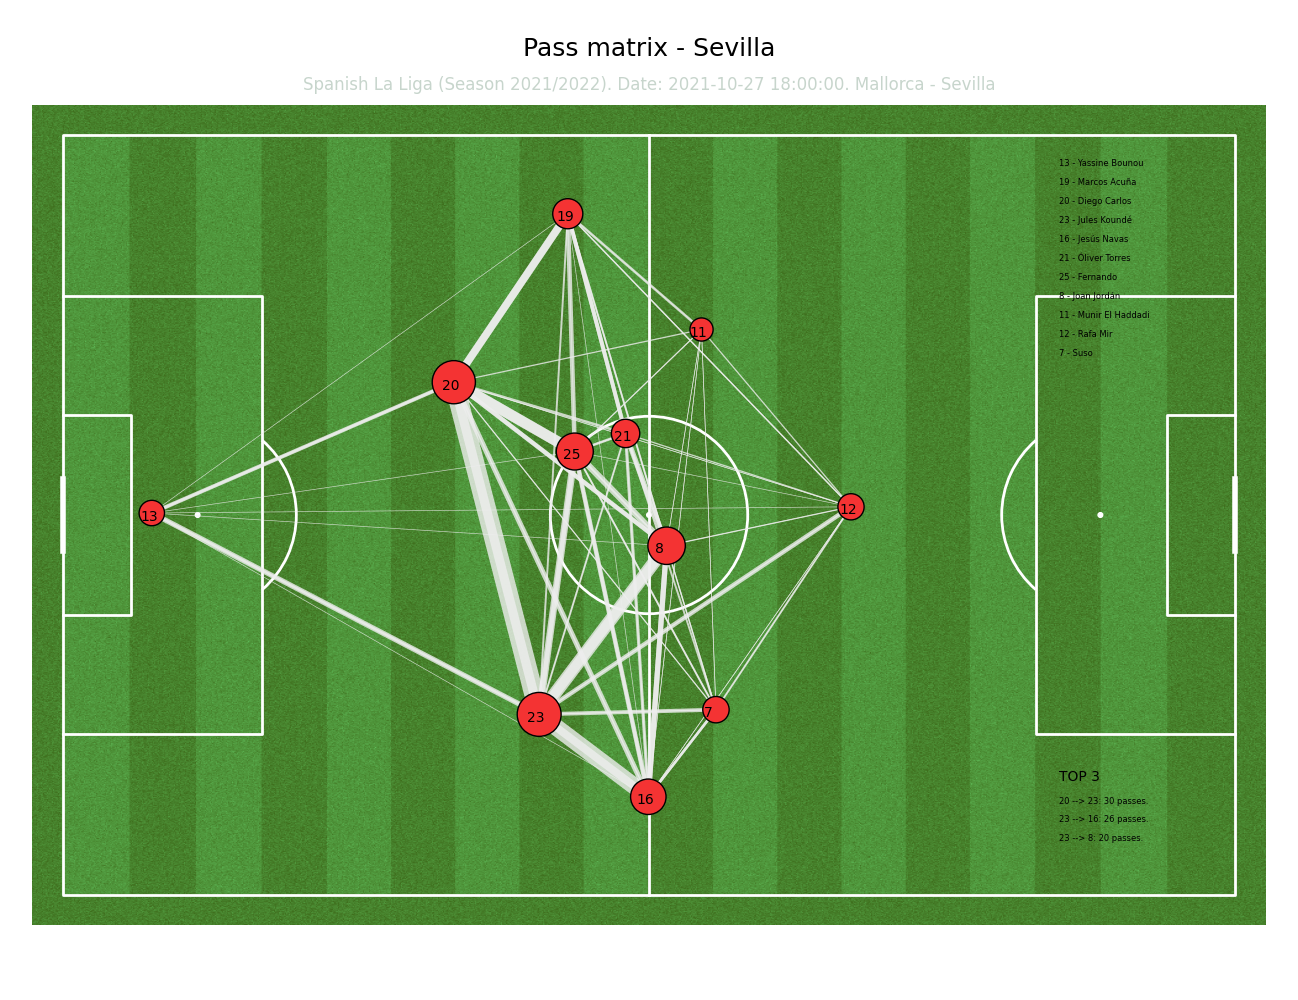 Pass matrix - Sevilla
Spanish La Liga (Season 2021/2022). Date: 2021-10-27 18:00:00. Mallorca - Sevilla
13 - Yassine Bounou
19 - Marcos Acuña
20 - Diego Carlos
23 - Jules Koundé
16 - Jesús Navas
21 - Óliver Torres
25 - Fernando
8 - Joan Jordán
11 - Munir El Haddadi
12 - Rafa Mir
7 - Suso
19
11
20
21
25
12
13
8
7
23
16
TOP 3
20 --> 23: 30 passes.
23 --> 16: 26 passes.
23 --> 8: 20 passes.